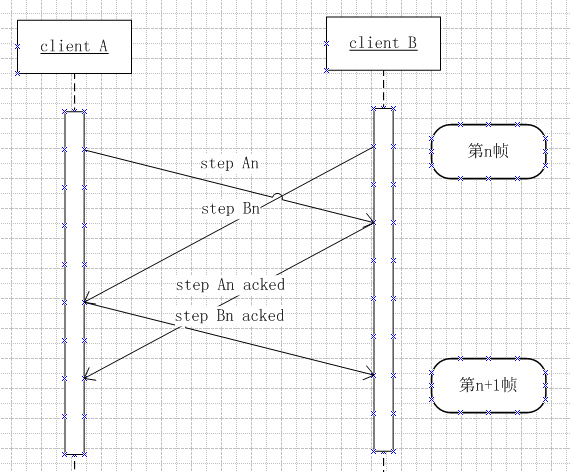 client A
client B
第n帧
step An
step Bn
step An acked
step Bn acked
第n+1帧